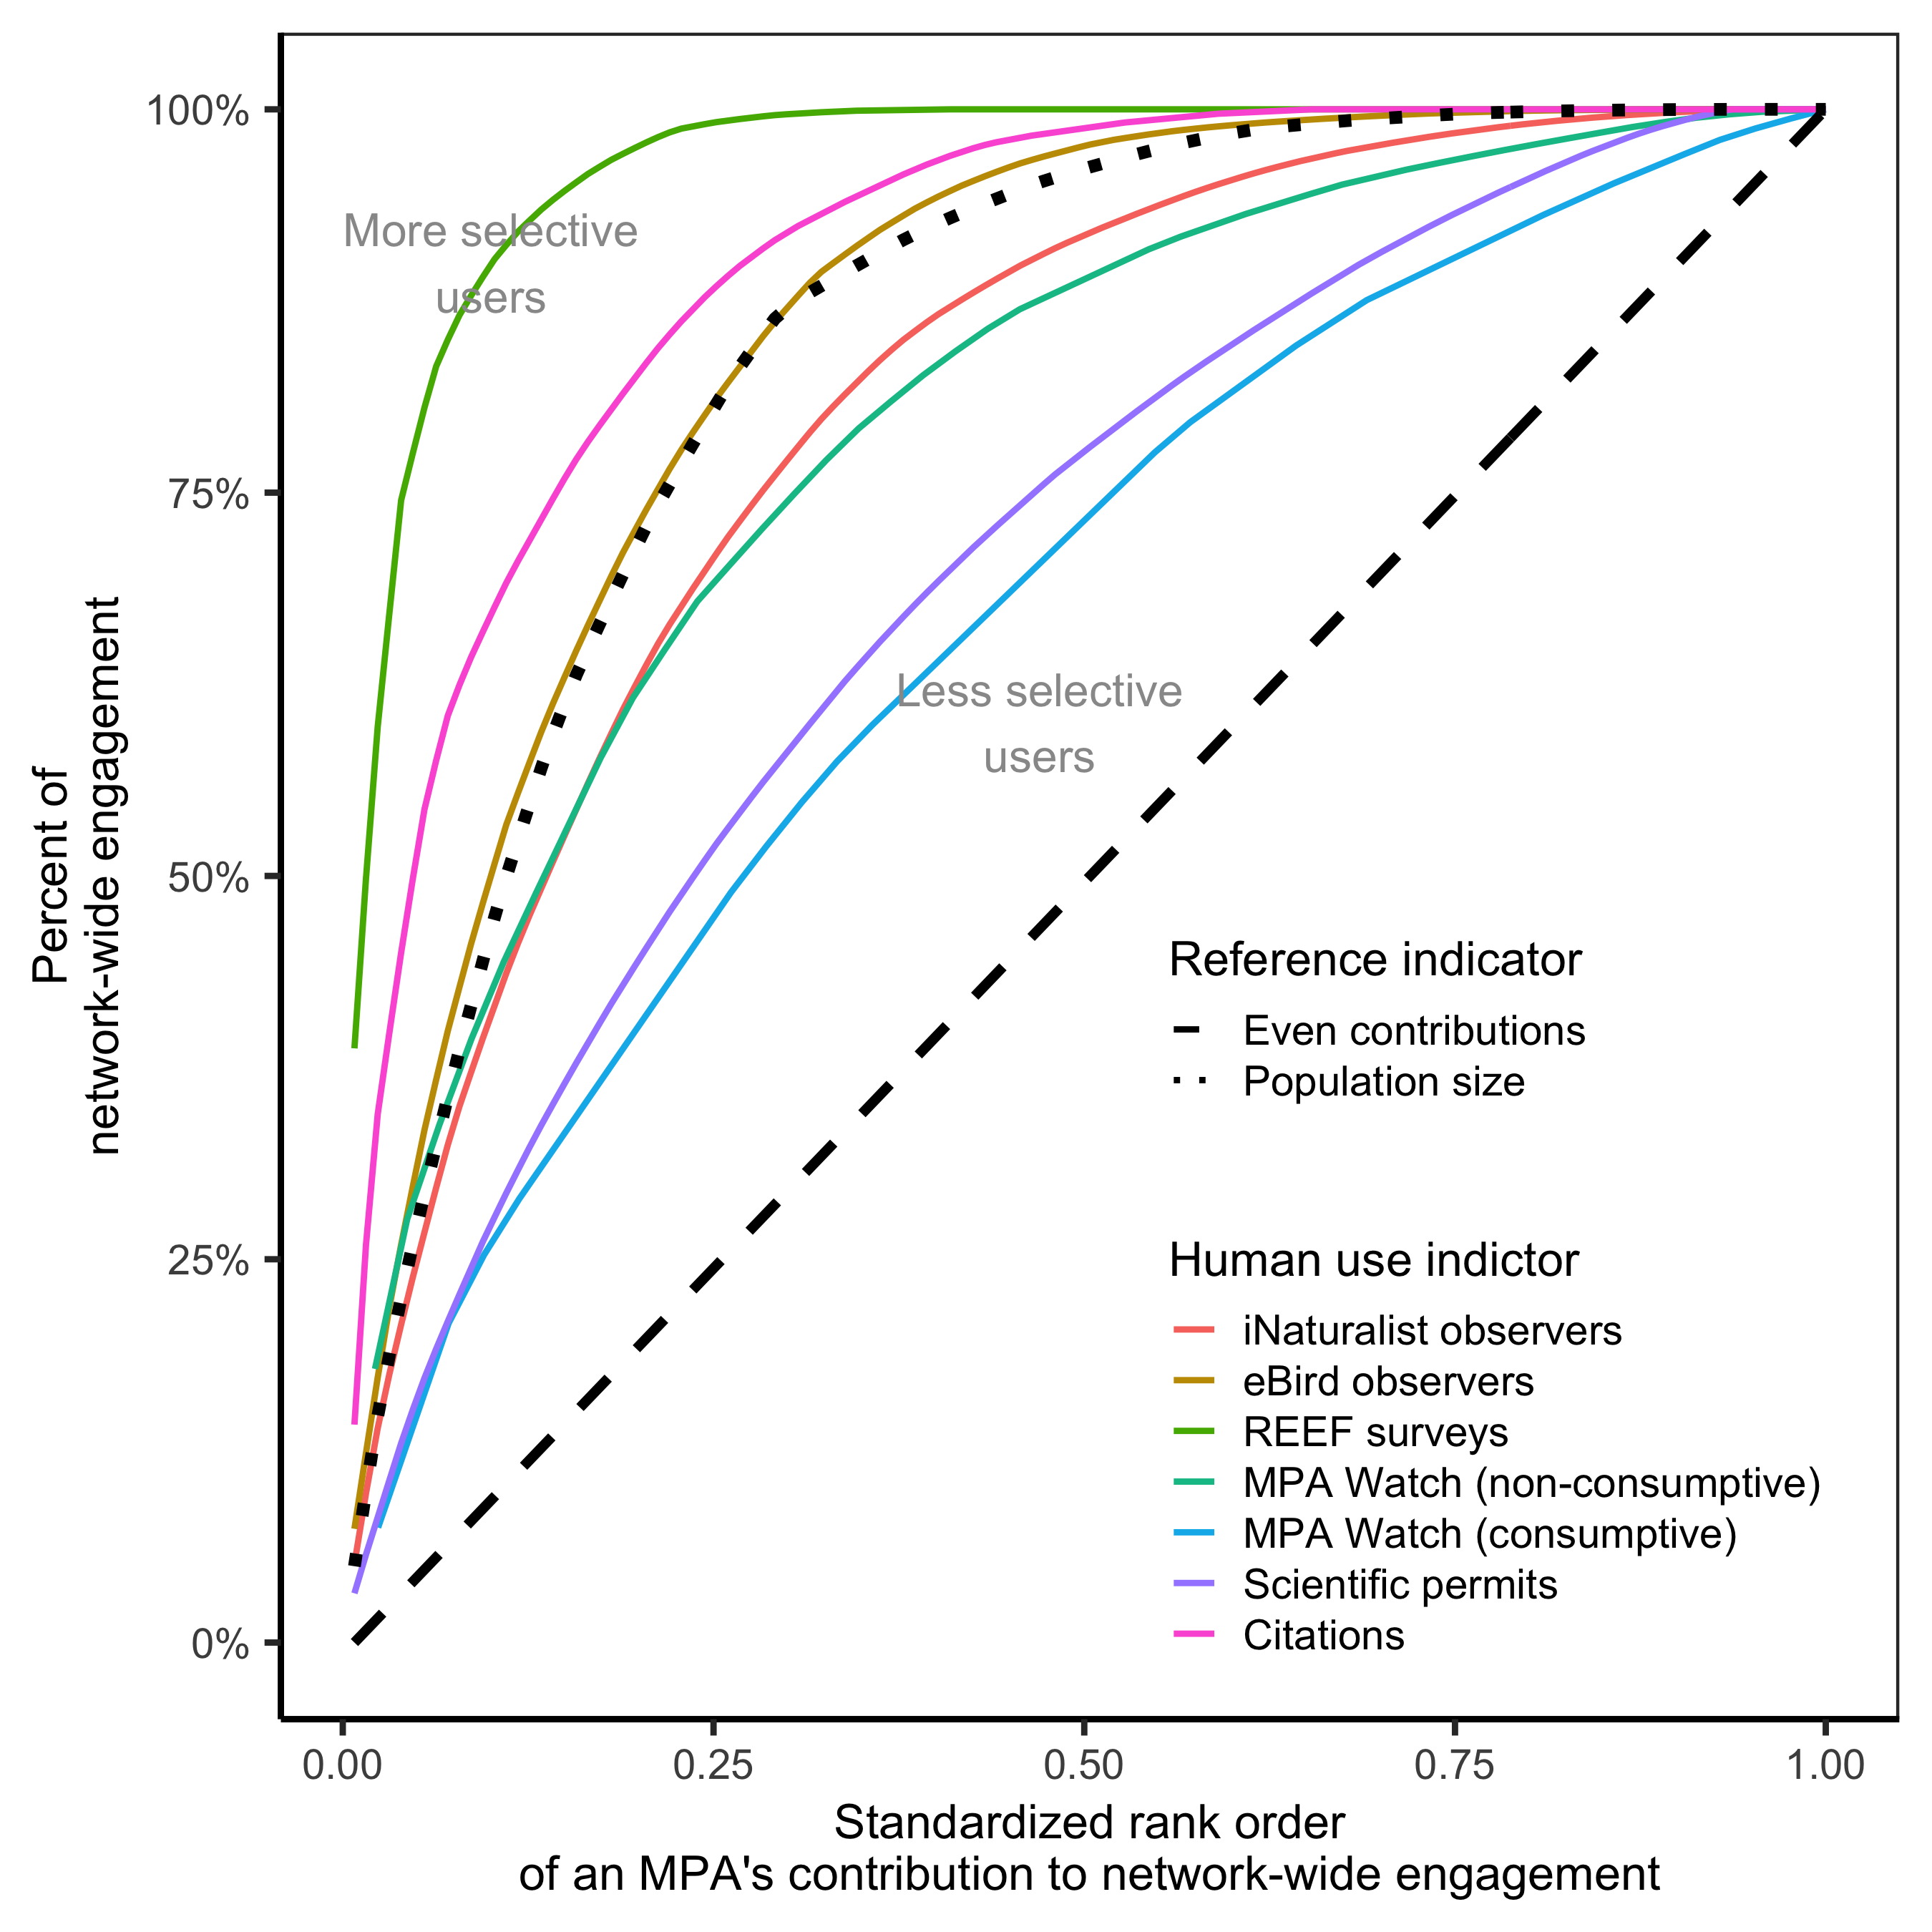 100%
75%
50%
25%
0%
Percent of
network-wide engagement
More selective
users
Less selective
users
Reference indicator
Even contributions
Population size
Human use indictor
iNaturalist observers
eBird observers
REEF surveys
MPA Watch (non-consumptive)
MPA Watch (consumptive)
Scientific permits
Citations
0.00 0.25 0.50 0.75 1.00
Standardized rank order
of an MPA's contribution to network-wide engagement